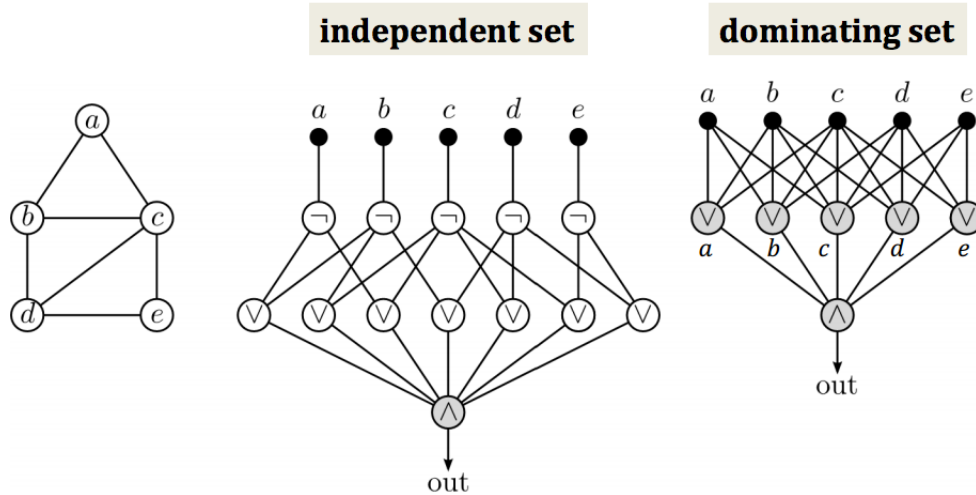 independent set
dominating set
a
b c
d e
a b c d e
¬ ¬ ¬ ¬ ¬
∨ ∨ ∨ ∨ ∨ ∨ ∨
∧
out
a b c d e
∨ ∨ ∨ ∨ ∨
a b c d e
∧
out